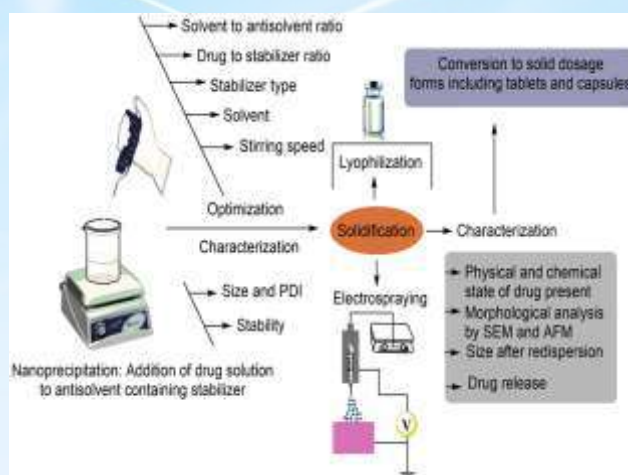 Solvent to antisolvent ratio
Drug to stabilizer ratio
Stabilizer type
Solvent
Stirring speed
Optimization
Characterization
Size and PDI
Stability
Nanoprecipitation: Addition of drug solution
to antisolvent containing stabilizer
Lyophilization
Solidification
Electrospraying
V
Conversion to solid dosage
forms including tablets and capsules
Characterization
Physical and chemical
state of drug present
Morphological analysis
by SEM and AFM
Size after redispersion
Drug release